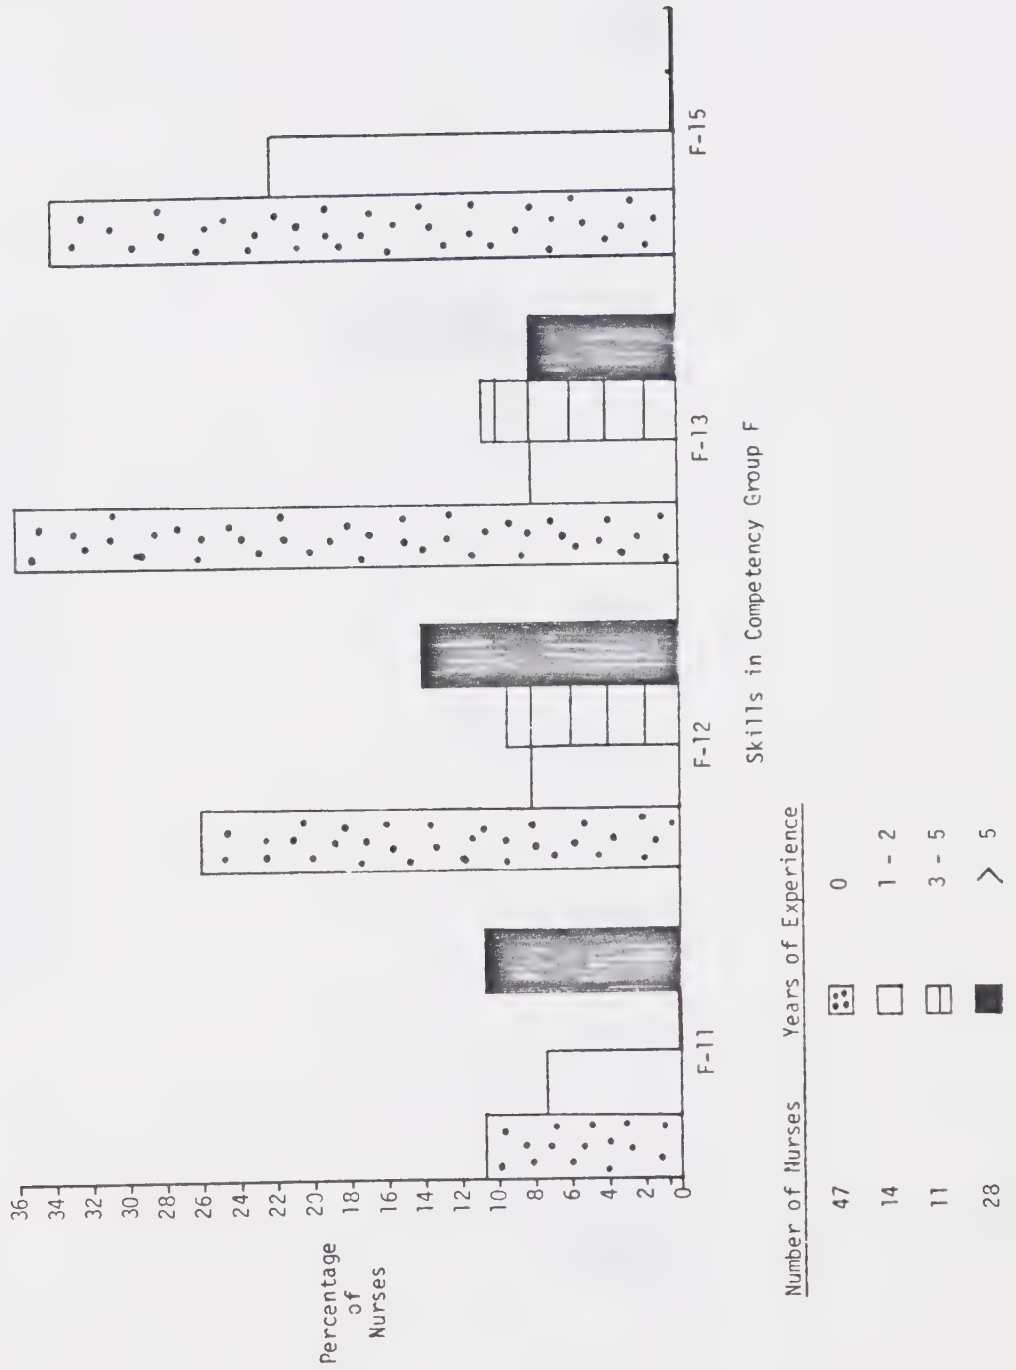 36
34
32
30
28
26
24
22
20
18
16
14
12
10
8
6
4
2
0
Percentage
of
Nurses
F-11
F-12
F-13
F-15
Skills in Competency Group F
Number of Nurses Years of Experience
47 0
14 1 - 2
11 3 - 5
28 > 5